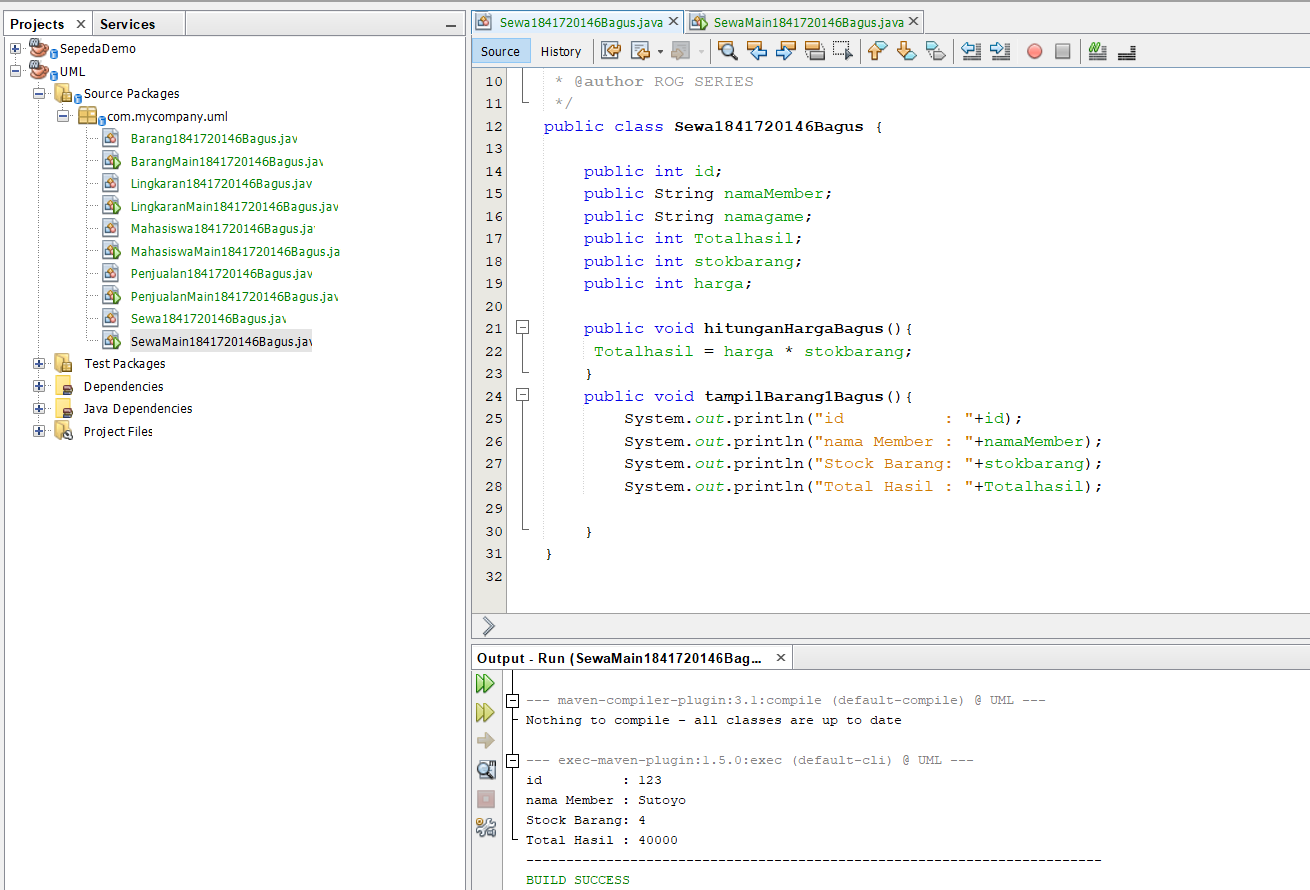 Projects
Services
SepedaDemo
UML
Source Packages
com.mycompany.uml
Barang1841720146Bagus.jav
BarangMain1841720146Bagus.jav
Lingkaran1841720146Bagus.jav
LingkaranMain1841720146Bagus.jav
Mahasiswa1841720146Bagus.ja
MahasiswaMain1841720146Bagus.ja
Penjualan1841720146Bagus.jav
PenjualanMain1841720146Bagus.jav
Sewa1841720146Bagus.jav
SewaMain1841720146Bagus.jav
Test Packages
Dependencies
Java Dependencies
Project Files
Sewa1841720146Bagus.java
SewaMain1841720146Bagus.java
Source
History
10 * @author ROG SERIES
11 */
12 public class Sewa1841720146Bagus {
13
14 public int id;
15 public String namaMember;
16 public String namagame;
17 public int Totalhasil;
18 public int stokbarang;
19 public int harga;
20
21 public void hitunganHargaBagus(){
22 Totalhasil = harga * stokbarang;
23 }
24 public void tampilBarang1Bagus(){
25 System.out.println("id          : "+id);
26 System.out.println("nama Member : "+namaMember);
27 System.out.println("Stock Barang: "+stokbarang);
28 System.out.println("Total Hasil : "+Totalhasil);
29
30 }
31 }
32
Output - Run (SewaMain1841720146Bag...
--- maven-compiler-plugin:3.1:compile (default-compile) @ UML ---
Nothing to compile - all classes are up to date
--- exec-maven-plugin:1.5.0:exec (default-cli) @ UML ---
id          : 123
nama Member : Sutoyo
Stock Barang: 4
Total Hasil : 40000
------------------------------------------------------------------------
BUILD SUCCESS